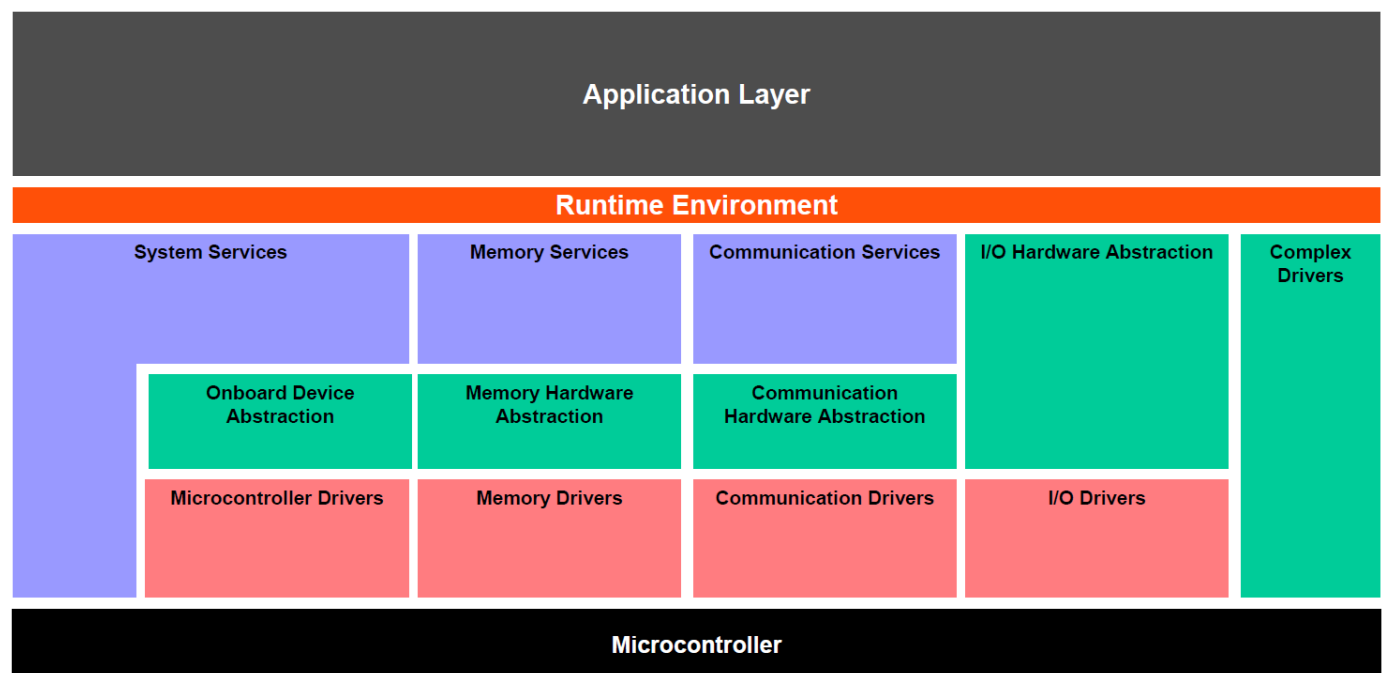 Application Layer
Runtime Environment
System Services
Memory Services
Communication Services
I/O Hardware Abstraction
Complex
Drivers
Onboard Device
Abstraction
Memory Hardware
Abstraction
Communication
Hardware Abstraction
Microcontroller Drivers
Memory Drivers
Communication Drivers
I/O Drivers
Microcontroller